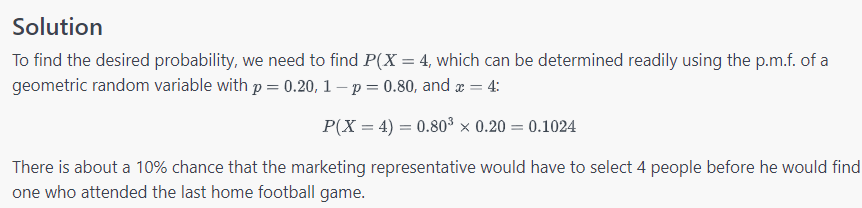 Solution
To find the desired probability, we need to find P(X = 4, which can be determined readily using the p.m.f. of a
geometric random variable with p = 0.20, 1 − p = 0.80, and x = 4:
P(X = 4) = 0.80³ × 0.20 = 0.1024
There is about a 10% chance that the marketing representative would have to select 4 people before he would find
one who attended the last home football game.